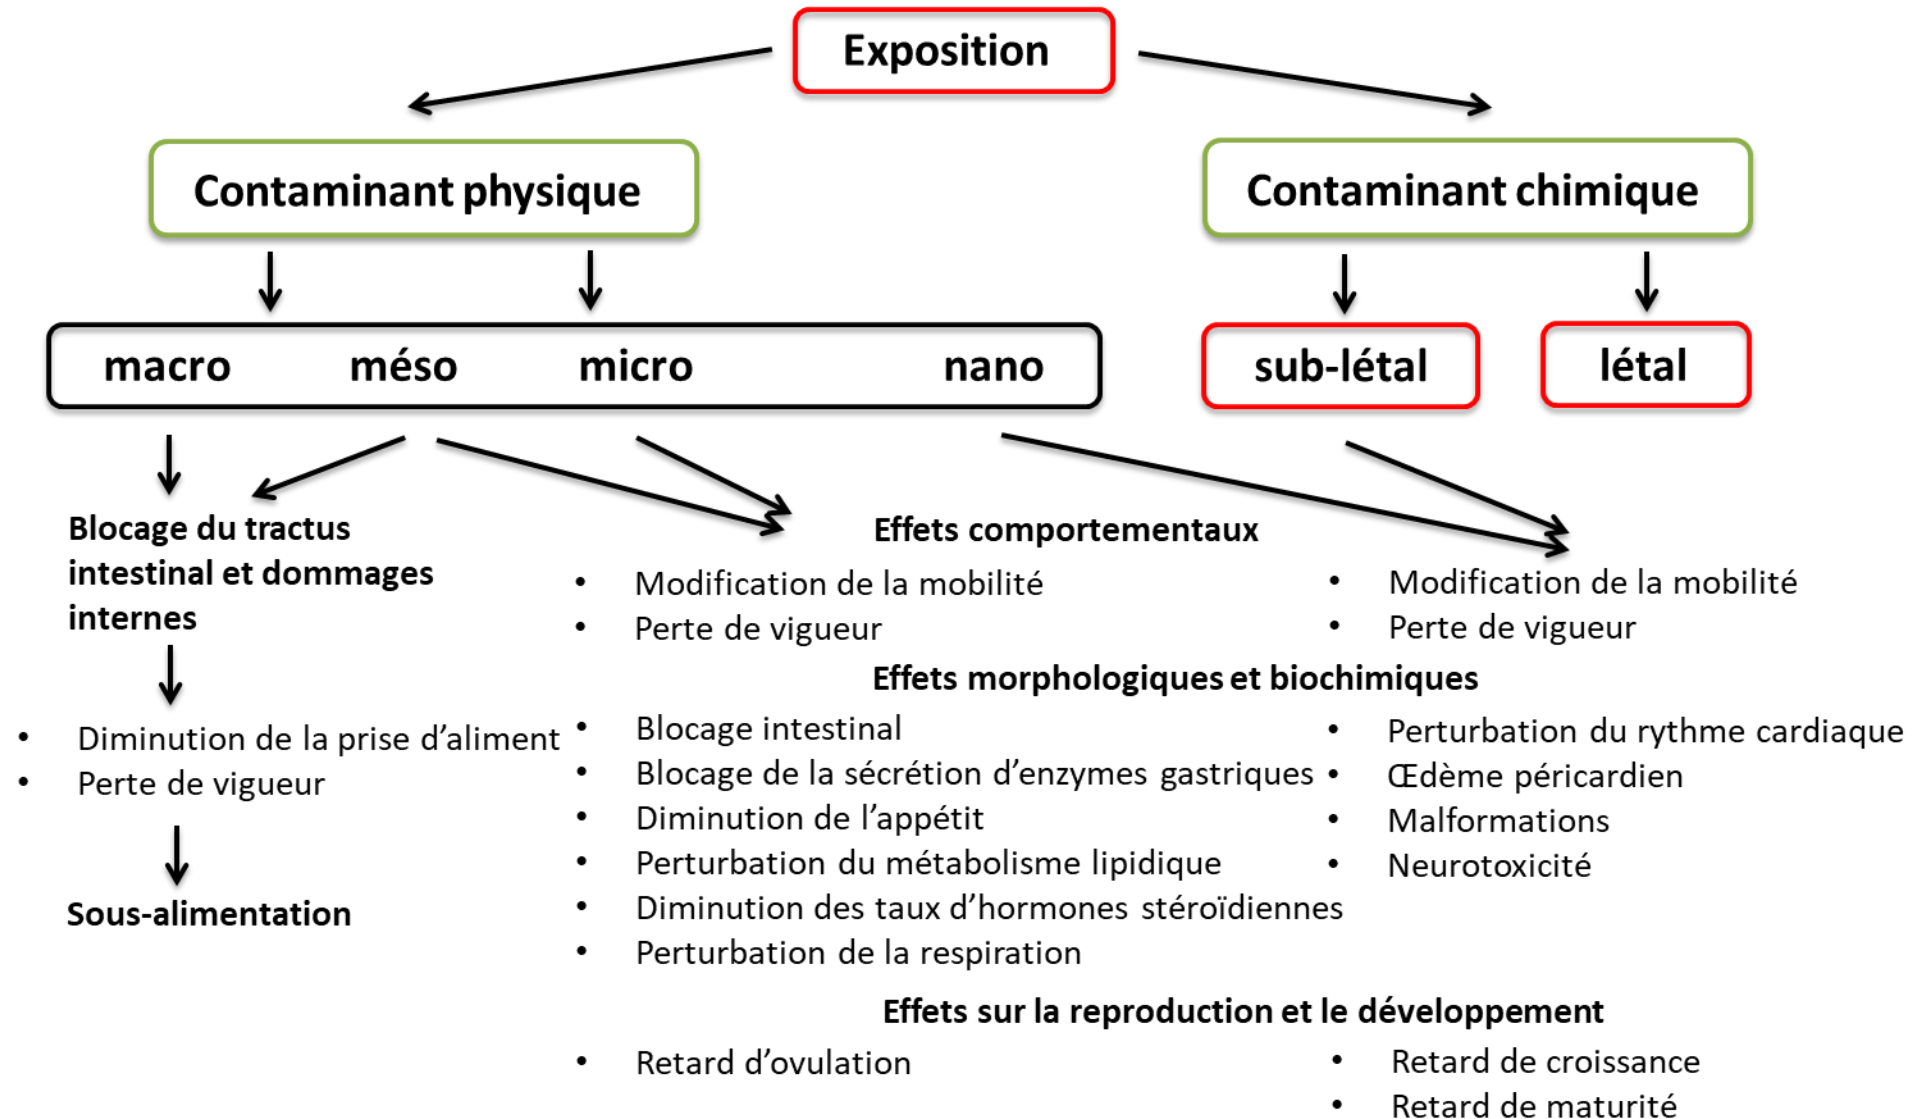 Exposition
Contaminant physique
Contaminant chimique
macro méso micro nano
sub-létal
létal
Blocage du tractus
intestinal et dommages
internes
• Diminution de la prise d’aliment
• Perte de vigueur
Sous-alimentation
Effets comportementaux
• Modification de la mobilité
• Perte de vigueur
• Modification de la mobilité
• Perte de vigueur
Effets morphologiques et biochimiques
• Blocage intestinal
• Blocage de la sécrétion d’enzymes gastriques
• Diminution de l’appétit
• Perturbation du métabolisme lipidique
• Diminution des taux d’hormones stéroïdiennes
• Perturbation de la respiration
• Perturbation du rythme cardiaque
• Œdème péricardien
• Malformations
• Neurotoxicité
Effets sur la reproduction et le développement
• Retard d’ovulation
• Retard de croissance
• Retard de maturité